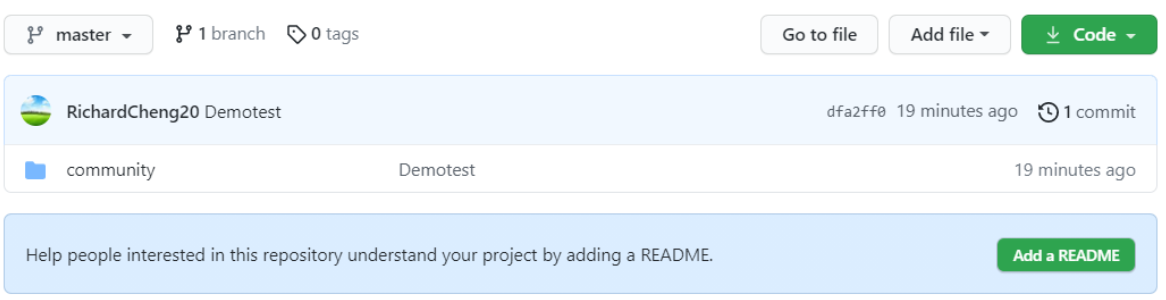 master 1 branch 0 tags Go to file Add file Code
RichardCheng20 Demotest dfa2ff0 19 minutes ago 1 commit
community Demotest 19 minutes ago
Help people interested in this repository understand your project by adding a README. Add a README